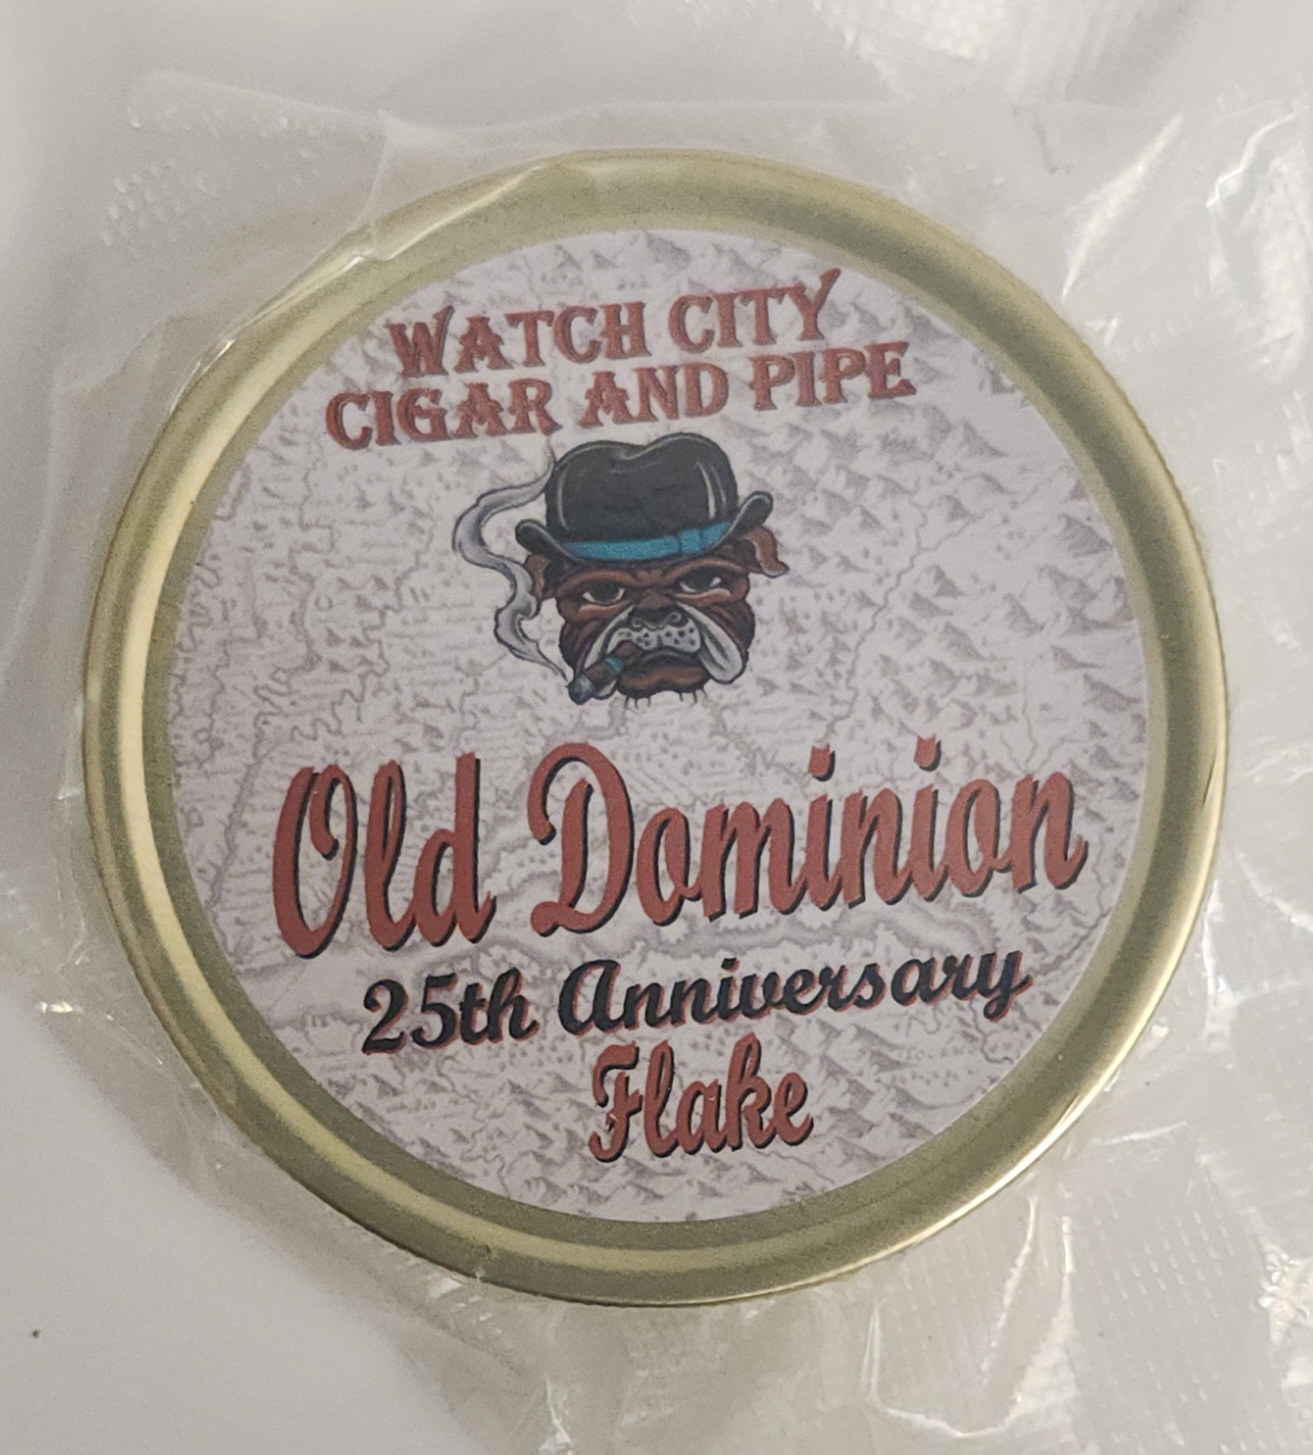 WATCH CITY
CIGAR AND PIPE
Old Dominion
25th Anniversary
Flake